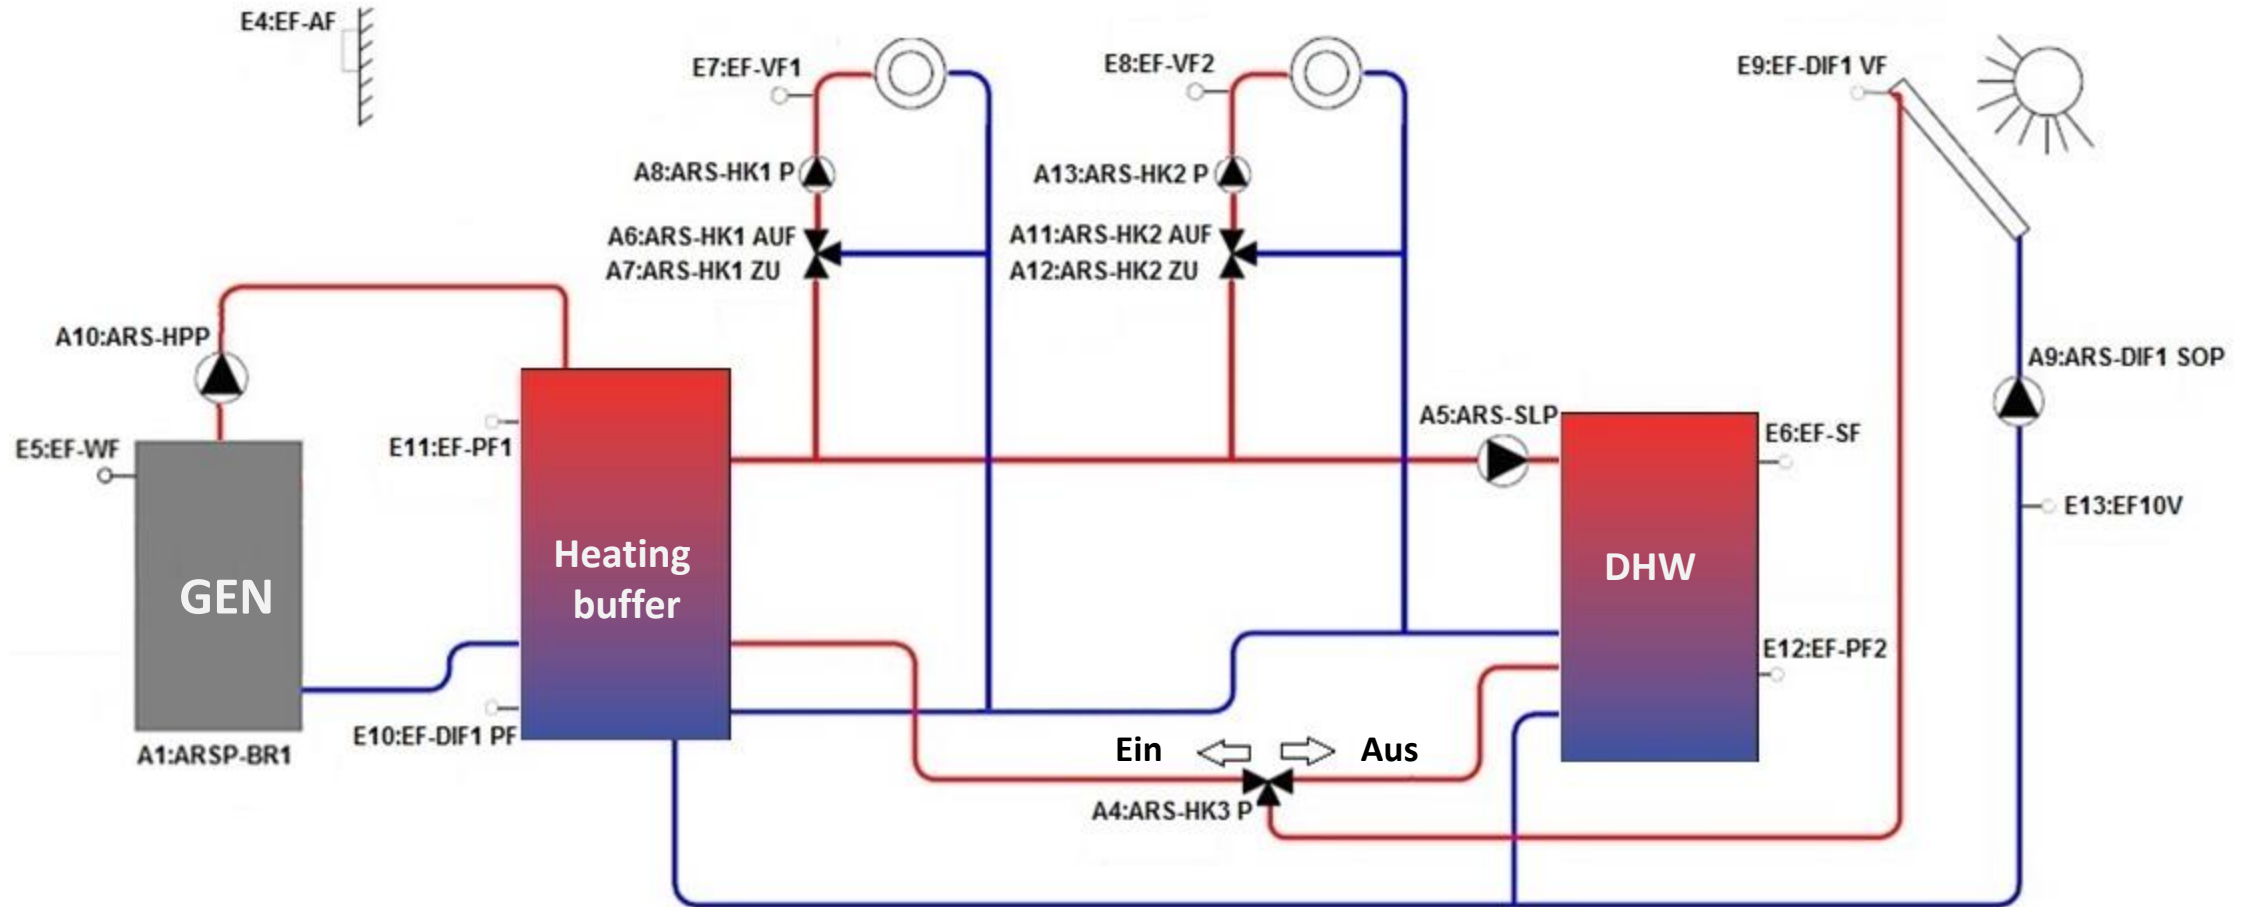 E4:EF-AF
E7:EF-VF1
E8:EF-VF2
E9:EF-DIF1 VF
A8:ARS-HK1 P
A13:ARS-HK2 P
A6:ARS-HK1 AUF
A7:ARS-HK1 ZU
A11:ARS-HK2 AUF
A12:ARS-HK2 ZU
A10:ARS-HPP
A9:ARS-DIF1 SOP
E5:EF-WF
E11:EF-PF1
A5:ARS-SLP
E6:EF-SF
E13:EF10V
GEN
Heating
buffer
DHW
E12:EF-PF2
A1:ARSP-BR1
E10:EF-DIF1 PF
Ein
Aus
A4:ARS-HK3 P